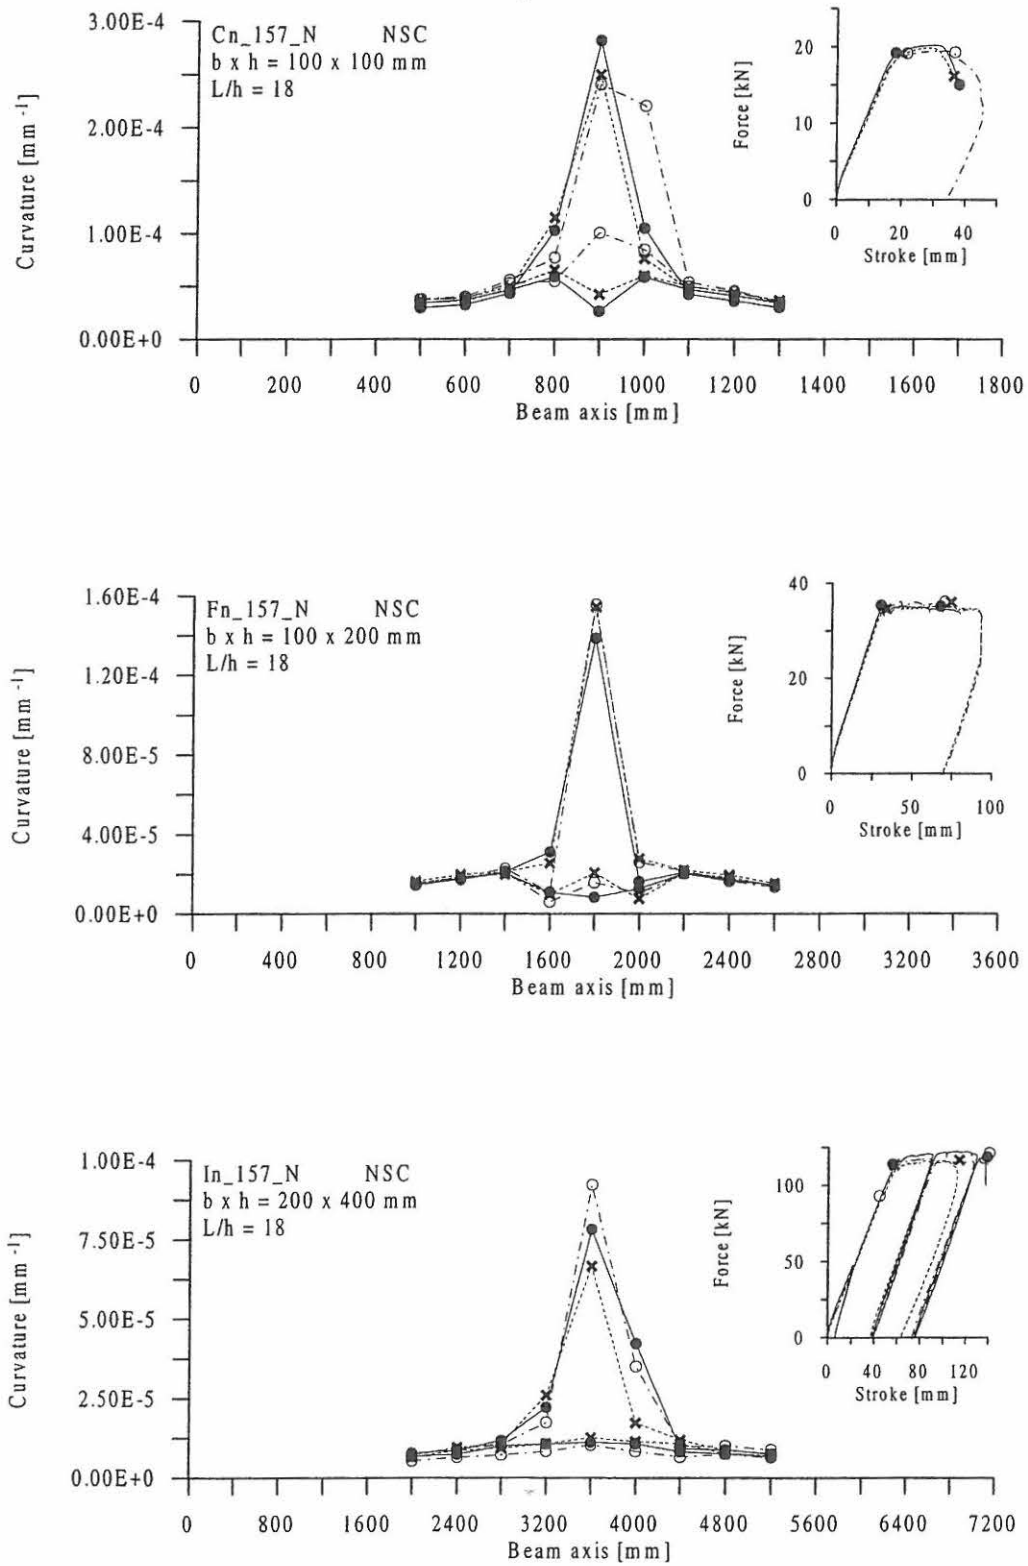 Cn_157_N NSC
b x h = 100 x 100 mm
L/h = 18
Curvature [mm⁻¹]
3.00E-4
2.00E-4
1.00E-4
0.00E+0
0 200 400 600 800 1000 1200 1400 1600 1800
Beam axis [mm]
Force [kN]
20
10
0
0 20 40
Stroke [mm]
Fn_157_N NSC
b x h = 100 x 200 mm
L/h = 18
Curvature [mm⁻¹]
1.60E-4
1.20E-4
8.00E-5
4.00E-5
0.00E+0
0 400 800 1200 1600 2000 2400 2800 3200 3600
Beam axis [mm]
Force [kN]
40
20
0
0 50 100
Stroke [mm]
In_157_N NSC
b x h = 200 x 400 mm
L/h = 18
Curvature [mm⁻¹]
1.00E-4
7.50E-5
5.00E-5
2.50E-5
0.00E+0
0 800 1600 2400 3200 4000 4800 5600 6400 7200
Beam axis [mm]
Force [kN]
100
50
0
0 40 80 120
Stroke [mm]